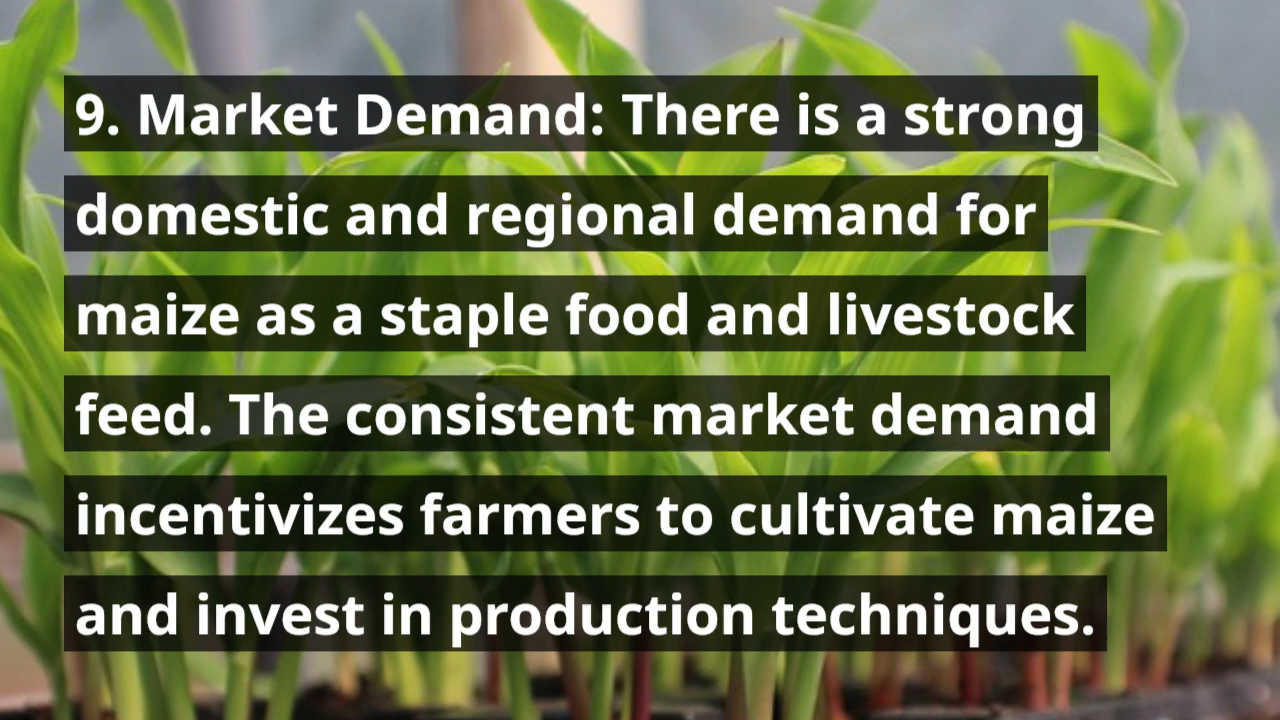 9. Market Demand: There is a strong
domestic and regional demand for
maize as a staple food and livestock
feed. The consistent market demand
incentivizes farmers to cultivate maize
and invest in production techniques.